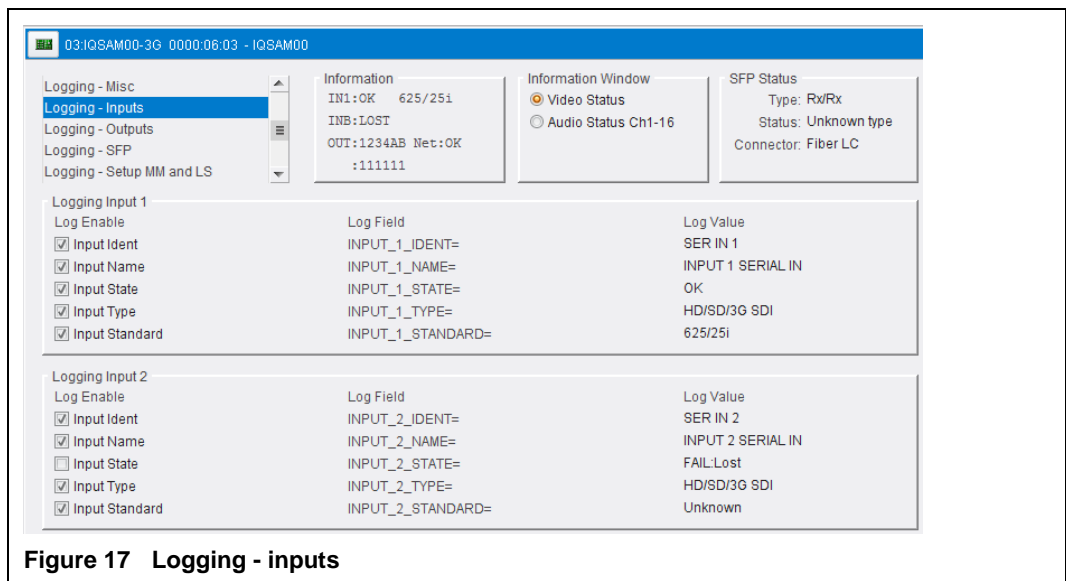 03:IQSAM00-3G 0000:06:03 - IQSAM00
Logging - Misc
Logging - Inputs
Logging - Outputs
Logging - SFP
Logging - Setup MM and LS
Information
IN1:OK 625/25i
INB:LOST
OUT:1234AB Net:OK
:111111
Information Window
Video Status
Audio Status Ch1-16
SFP Status
Type: Rx/Rx
Status: Unknown type
Connector: Fiber LC
Logging Input 1
Log Enable Log Field Log Value
Input Ident INPUT_1_IDENT= SER IN 1
Input Name INPUT_1_NAME= INPUT 1 SERIAL IN
Input State INPUT_1_STATE= OK
Input Type INPUT_1_TYPE= HD/SD/3G SDI
Input Standard INPUT_1_STANDARD= 625/25i
Logging Input 2
Log Enable Log Field Log Value
Input Ident INPUT_2_IDENT= SER IN 2
Input Name INPUT_2_NAME= INPUT 2 SERIAL IN
Input State INPUT_2_STATE= FAIL:Lost
Input Type INPUT_2_TYPE= HD/SD/3G SDI
Input Standard INPUT_2_STANDARD= Unknown
Figure 17 Logging - inputs